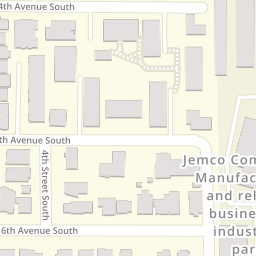 4th Avenue South
th Avenue South
4th Street South
Jemco Com
Manufac
and rel
busine
indust
par
6th Avenue South